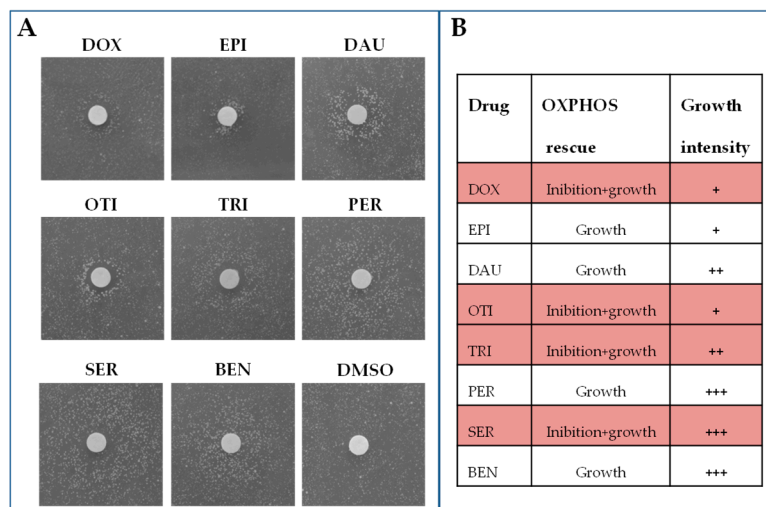 A
DOX EPI DAU
OTI TRI PER
SER BEN DMSO
B
Drug OXPHOS rescue Growth intensity
DOX Inibition+growth +
EPI Growth +
DAU Growth ++
OTI Inibition+growth +
TRI Inibition+growth ++
PER Growth +++
SER Inibition+growth +++
BEN Growth +++